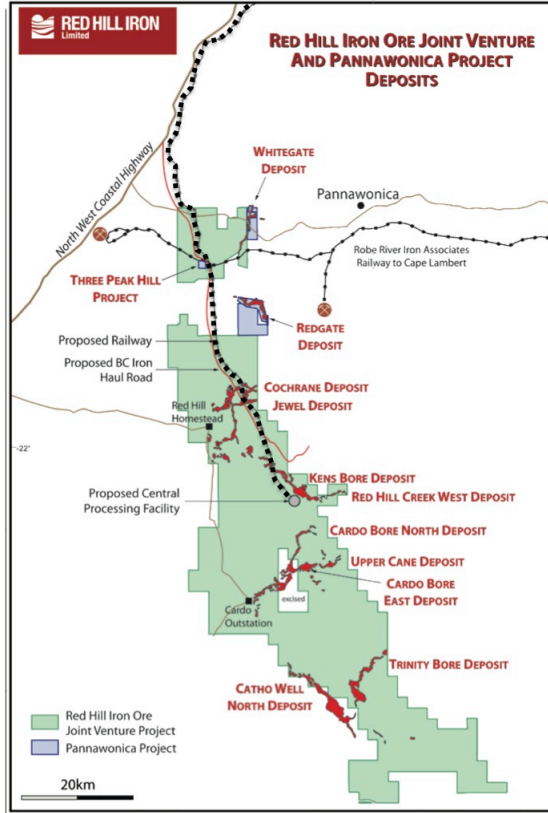 RED HILL IRON
Limited
RED HILL IRON ORE JOINT VENTURE
AND PANNAWONICA PROJECT
DEPOSITS
North West Coastal Highway
WHITEGATE
DEPOSIT
Pannawonica
Robe River Iron Associates
Railway to Cape Lambert
THREE PEAK HILL
PROJECT
REDGATE
DEPOSIT
Proposed Railway
Proposed BC Iron
Haul Road
COCHRANE DEPOSIT
JEWEL DEPOSIT
Red Hill
Homestead
-22°
KENS BORE DEPOSIT
RED HILL CREEK WEST DEPOSIT
Proposed Central
Processing Facility
CARDO BORE NORTH DEPOSIT
UPPER CANE DEPOSIT
CARDO BORE
EAST DEPOSIT
excised
Cardo
Outstation
TRINITY BORE DEPOSIT
CATHO WELL
NORTH DEPOSIT
Red Hill Iron Ore
Joint Venture Project
Pannawonica Project
20km